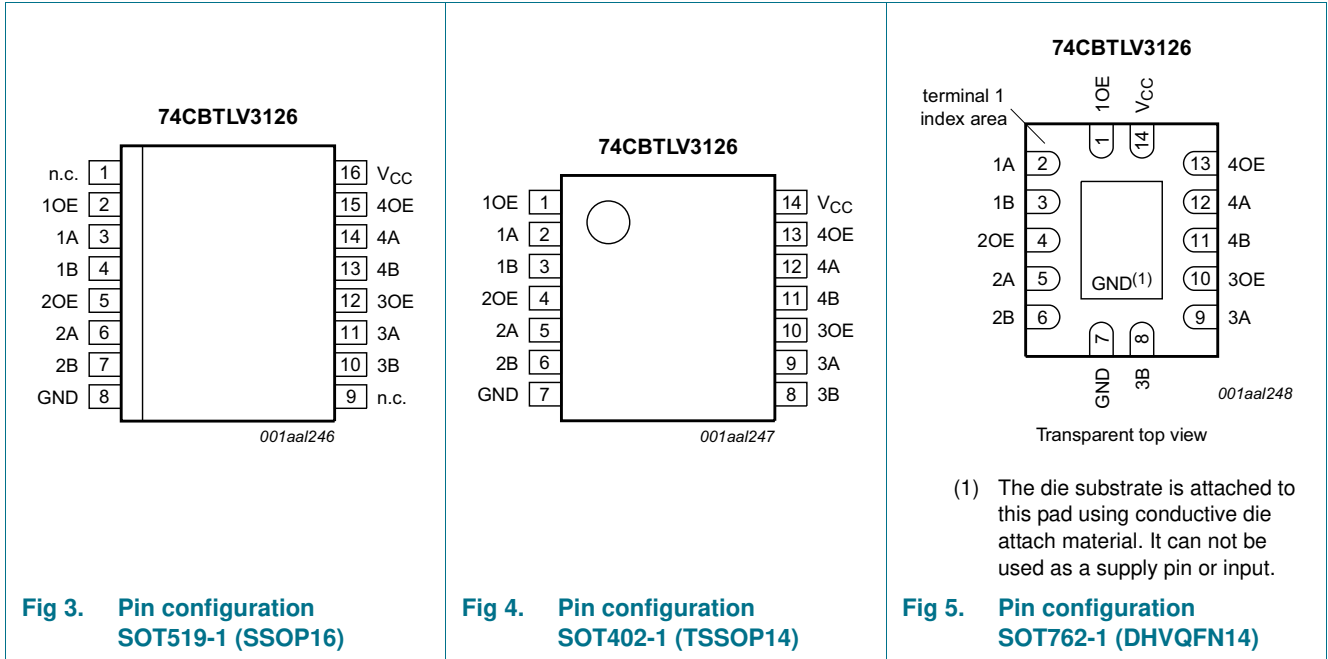 74CBTLV3126
n.c. 1
1OE 2
1A 3
1B 4
2OE 5
2A 6
2B 7
GND 8
16 VCC
15 4OE
14 4A
13 4B
12 3OE
11 3A
10 3B
9 n.c.
001aal246
Fig 3. Pin configuration
SOT519-1 (SSOP16)
74CBTLV3126
1OE 1
1A 2
1B 3
2OE 4
2A 5
2B 6
GND 7
14 VCC
13 4OE
12 4A
11 4B
10 3OE
9 3A
8 3B
001aal247
Fig 4. Pin configuration
SOT402-1 (TSSOP14)
74CBTLV3126
terminal 1
index area
1OE 1
VCC 14
1A 2
1B 3
2OE 4
2A 5
2B 6
13 4OE
12 4A
11 4B
10 3OE
9 3A
GND(1)
GND 7
3B 8
001aal248
Transparent top view
(1) The die substrate is attached to
this pad using conductive die
attach material. It can not be
used as a supply pin or input.
Fig 5. Pin configuration
SOT762-1 (DHVQFN14)